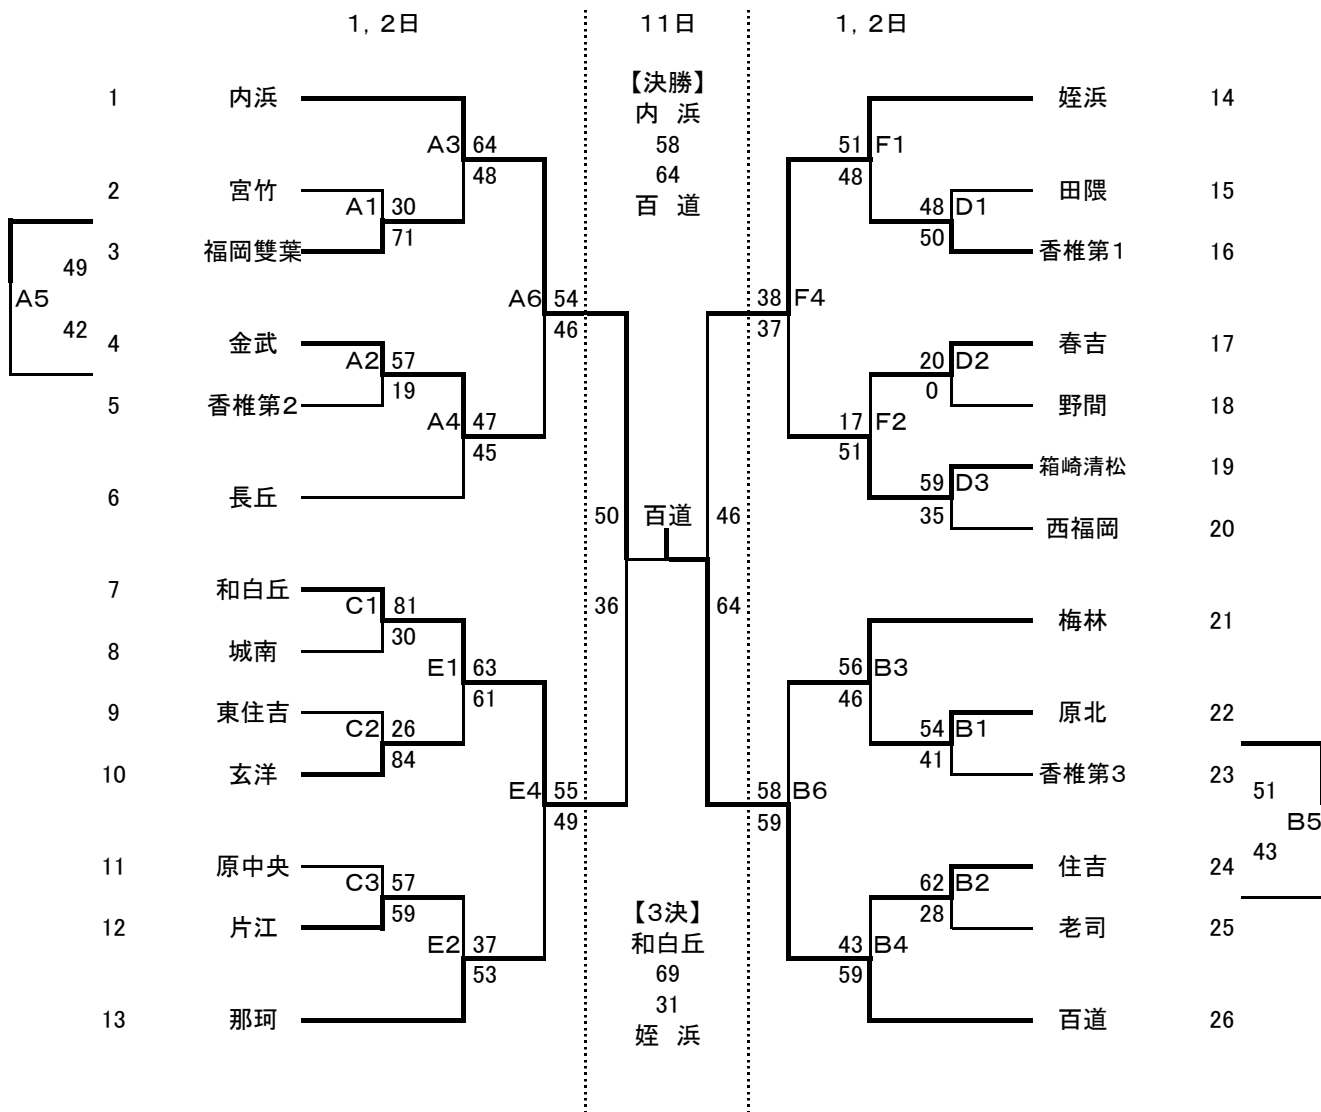 1, 2日 11日 1, 2日
【決勝】
1 内浜 内 浜 姪浜 14
A3 64 58 51 F1
48 64 48
2 宮竹 百 道 田隈 15
A1 30 48 D1
71 50
3 福岡雙葉 香椎第1 16
49
A5 A6 54 38 F4
42 46 37
4 金武 春吉 17
A2 57 20 D2
19 0
5 香椎第2 野間 18
A4 47 17 F2
45 51
箱崎清松 19
59 D3
6 長丘 35
50 百道 46 西福岡 20
7 和白丘
C1 81 36 64 梅林 21
30
8 城南
E1 63 56 B3
61 46
9 東住吉 原北 22
C2 26 54 B1
84 41
10 玄洋 香椎第3 23
E4 55 58 B6 51
49 59 B5
43
11 原中央 住吉 24
C3 57 62 B2
59 【3決】 28
12 片江 和白丘 老司 25
E2 37 43 B4
53 69 59
31
13 那珂 姪 浜 百道 26